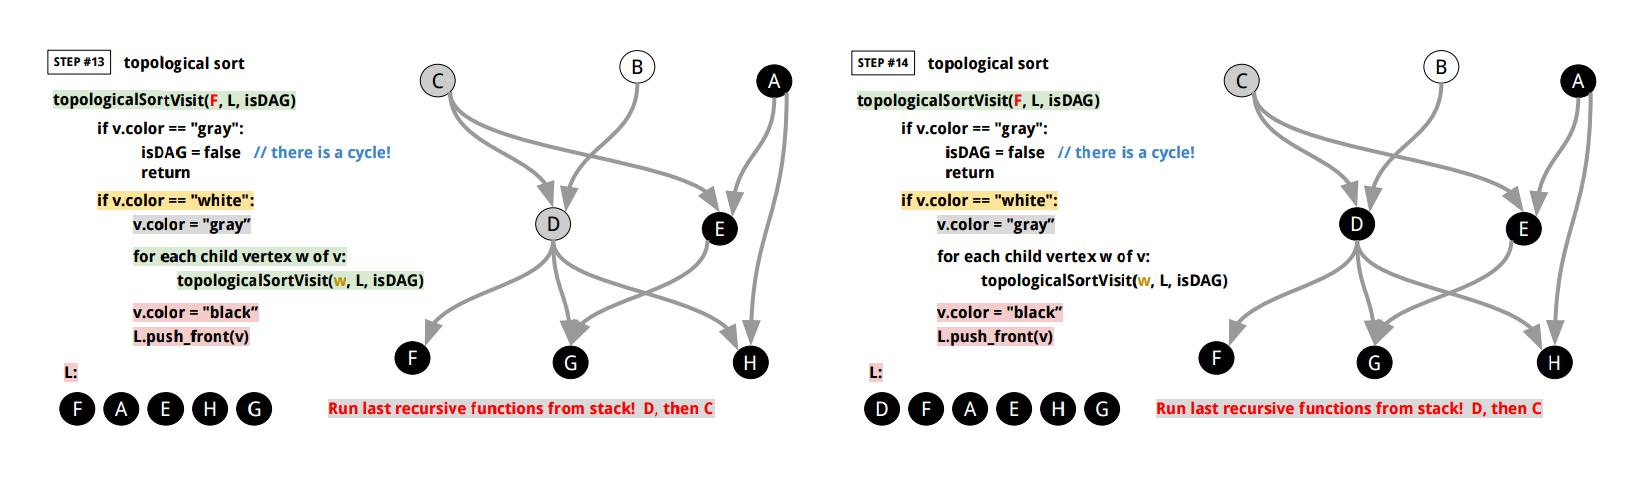 STEP #13 topological sort
C
B
A
topologicalSortVisit(F, L, isDAG)
if v.color == "gray":
isDAG = false // there is a cycle!
return
if v.color == "white":
v.color = "gray”
D
E
for each child vertex w of v:
topologicalSortVisit(w, L, isDAG)
v.color = "black”
L.push_front(v)
F
G
H
L:
F A E H G
Run last recursive functions from stack! D, then C
STEP #14 topological sort
C
B
A
topologicalSortVisit(F, L, isDAG)
if v.color == "gray":
isDAG = false // there is a cycle!
return
if v.color == "white":
v.color = "gray”
D
E
for each child vertex w of v:
topologicalSortVisit(w, L, isDAG)
v.color = "black”
L.push_front(v)
F
G
H
L:
D F A E H G
Run last recursive functions from stack! D, then C